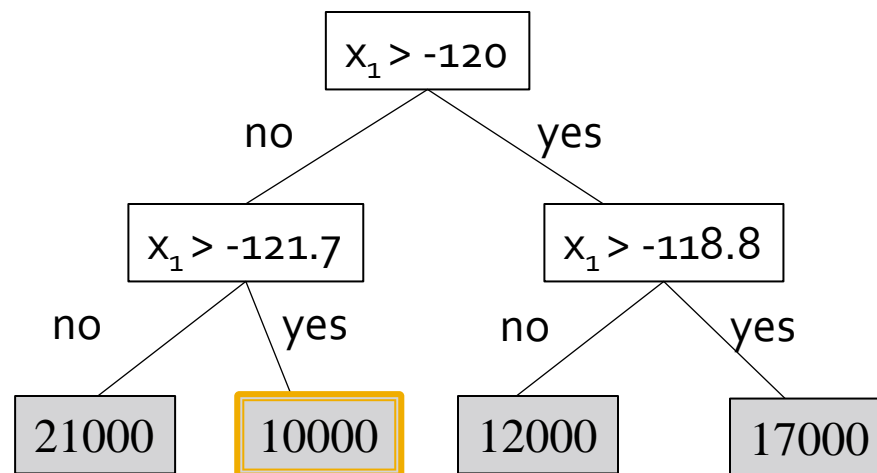 x₁ > -120
no yes
x₁ > -121.7 x₁ > -118.8
no yes no yes
21000 10000 12000 17000